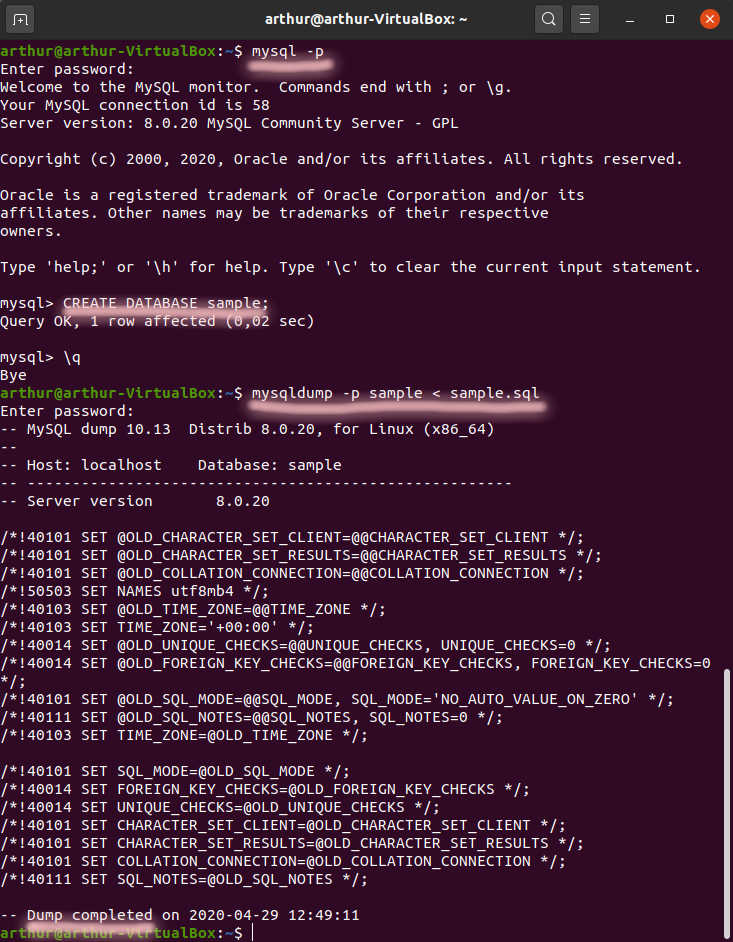 arthur@arthur-VirtualBox: ~
arthur@arthur-VirtualBox:~$ mysql -p
Enter password:
Welcome to the MySQL monitor.  Commands end with ; or \g.
Your MySQL connection id is 58
Server version: 8.0.20 MySQL Community Server - GPL

Copyright (c) 2000, 2020, Oracle and/or its affiliates. All rights reserved.

Oracle is a registered trademark of Oracle Corporation and/or its
affiliates. Other names may be trademarks of their respective
owners.

Type 'help;' or '\h' for help. Type '\c' to clear the current input statement.

mysql> CREATE DATABASE sample;
Query OK, 1 row affected (0,02 sec)

mysql> \q
Bye
arthur@arthur-VirtualBox:~$ mysqldump -p sample < sample.sql
Enter password:
-- MySQL dump 10.13  Distrib 8.0.20, for Linux (x86_64)
--
-- Host: localhost    Database: sample
-- ------------------------------------------------------
-- Server version       8.0.20

/*!40101 SET @OLD_CHARACTER_SET_CLIENT=@@CHARACTER_SET_CLIENT */;
/*!40101 SET @OLD_CHARACTER_SET_RESULTS=@@CHARACTER_SET_RESULTS */;
/*!40101 SET @OLD_COLLATION_CONNECTION=@@COLLATION_CONNECTION */;
/*!50503 SET NAMES utf8mb4 */;
/*!40103 SET @OLD_TIME_ZONE=@@TIME_ZONE */;
/*!40103 SET TIME_ZONE='+00:00' */;
/*!40014 SET @OLD_UNIQUE_CHECKS=@@UNIQUE_CHECKS, UNIQUE_CHECKS=0 */;
/*!40014 SET @OLD_FOREIGN_KEY_CHECKS=@@FOREIGN_KEY_CHECKS, FOREIGN_KEY_CHECKS=0
*/;
/*!40101 SET @OLD_SQL_MODE=@@SQL_MODE, SQL_MODE='NO_AUTO_VALUE_ON_ZERO' */;
/*!40111 SET @OLD_SQL_NOTES=@@SQL_NOTES, SQL_NOTES=0 */;
/*!40103 SET TIME_ZONE=@OLD_TIME_ZONE */;

/*!40101 SET SQL_MODE=@OLD_SQL_MODE */;
/*!40014 SET FOREIGN_KEY_CHECKS=@OLD_FOREIGN_KEY_CHECKS */;
/*!40014 SET UNIQUE_CHECKS=@OLD_UNIQUE_CHECKS */;
/*!40101 SET CHARACTER_SET_CLIENT=@OLD_CHARACTER_SET_CLIENT */;
/*!40101 SET CHARACTER_SET_RESULTS=@OLD_CHARACTER_SET_RESULTS */;
/*!40101 SET COLLATION_CONNECTION=@OLD_COLLATION_CONNECTION */;
/*!40111 SET SQL_NOTES=@OLD_SQL_NOTES */;

-- Dump completed on 2020-04-29 12:49:11
arthur@arthur-VirtualBox:~$